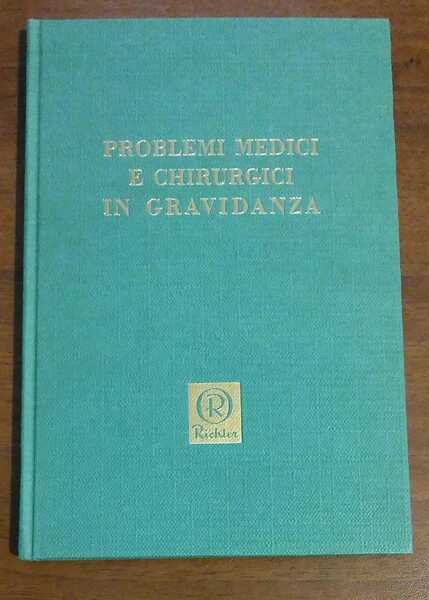 PROBLEMI MEDICI
E CHIRURGICI
IN GRAVIDANZA
R
Richter